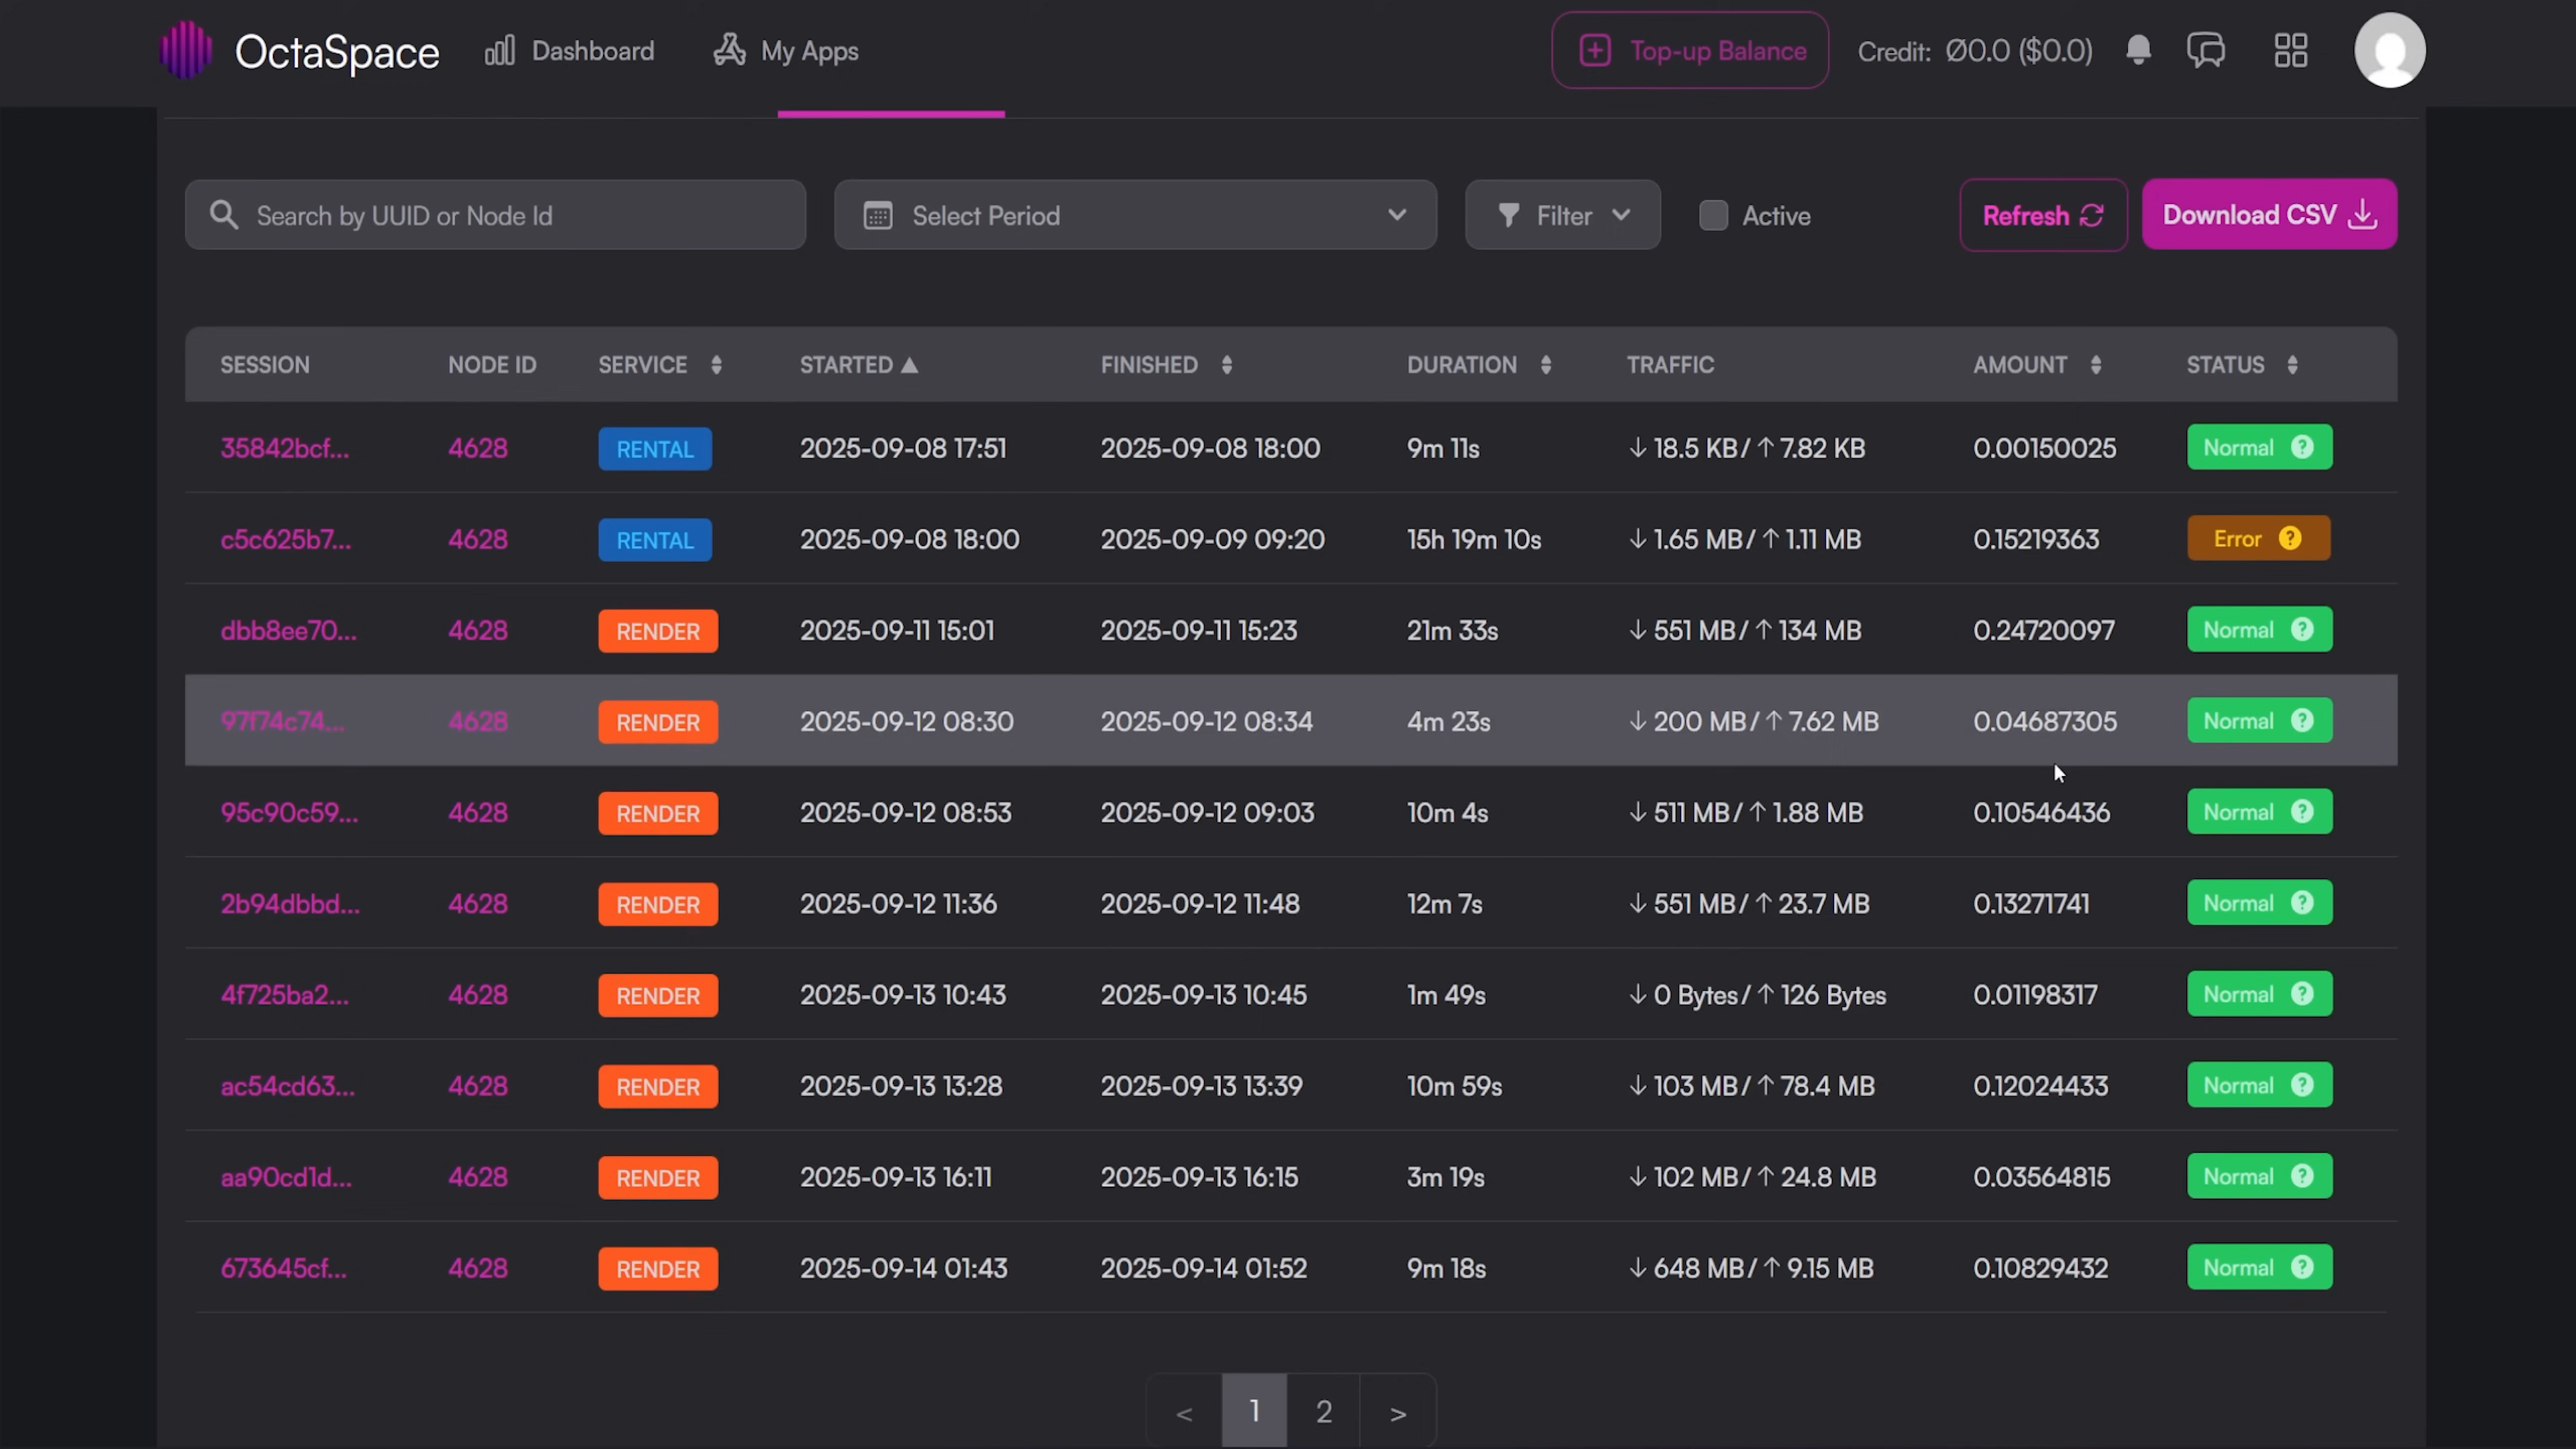 OctaSpace Dashboard My Apps Top-up Balance Credit: Ø0.0 ($0.0)
Search by UUID or Node Id Select Period Filter Active Refresh Download CSV
SESSION NODE ID SERVICE STARTED FINISHED DURATION TRAFFIC AMOUNT STATUS
35842bcf... 4628 RENTAL 2025-09-08 17:51 2025-09-08 18:00 9m 11s ↓ 18.5 KB / ↑ 7.82 KB 0.00150025 Normal ?
c5c625b7... 4628 RENTAL 2025-09-08 18:00 2025-09-09 09:20 15h 19m 10s ↓ 1.65 MB / ↑ 1.11 MB 0.15219363 Error ?
dbb8ee70... 4628 RENDER 2025-09-11 15:01 2025-09-11 15:23 21m 33s ↓ 551 MB / ↑ 134 MB 0.24720097 Normal ?
97f74c74... 4628 RENDER 2025-09-12 08:30 2025-09-12 08:34 4m 23s ↓ 200 MB / ↑ 7.62 MB 0.04687305 Normal ?
95c90c59... 4628 RENDER 2025-09-12 08:53 2025-09-12 09:03 10m 4s ↓ 511 MB / ↑ 1.88 MB 0.10546436 Normal ?
2b94dbbd... 4628 RENDER 2025-09-12 11:36 2025-09-12 11:48 12m 7s ↓ 551 MB / ↑ 23.7 MB 0.13271741 Normal ?
4f725ba2... 4628 RENDER 2025-09-13 10:43 2025-09-13 10:45 1m 49s ↓ 0 Bytes / ↑ 126 Bytes 0.01198317 Normal ?
ac54cd63... 4628 RENDER 2025-09-13 13:28 2025-09-13 13:39 10m 59s ↓ 103 MB / ↑ 78.4 MB 0.12024433 Normal ?
aa90cd1d... 4628 RENDER 2025-09-13 16:11 2025-09-13 16:15 3m 19s ↓ 102 MB / ↑ 24.8 MB 0.03564815 Normal ?
673645cf... 4628 RENDER 2025-09-14 01:43 2025-09-14 01:52 9m 18s ↓ 648 MB / ↑ 9.15 MB 0.10829432 Normal ?
< 1 2 >